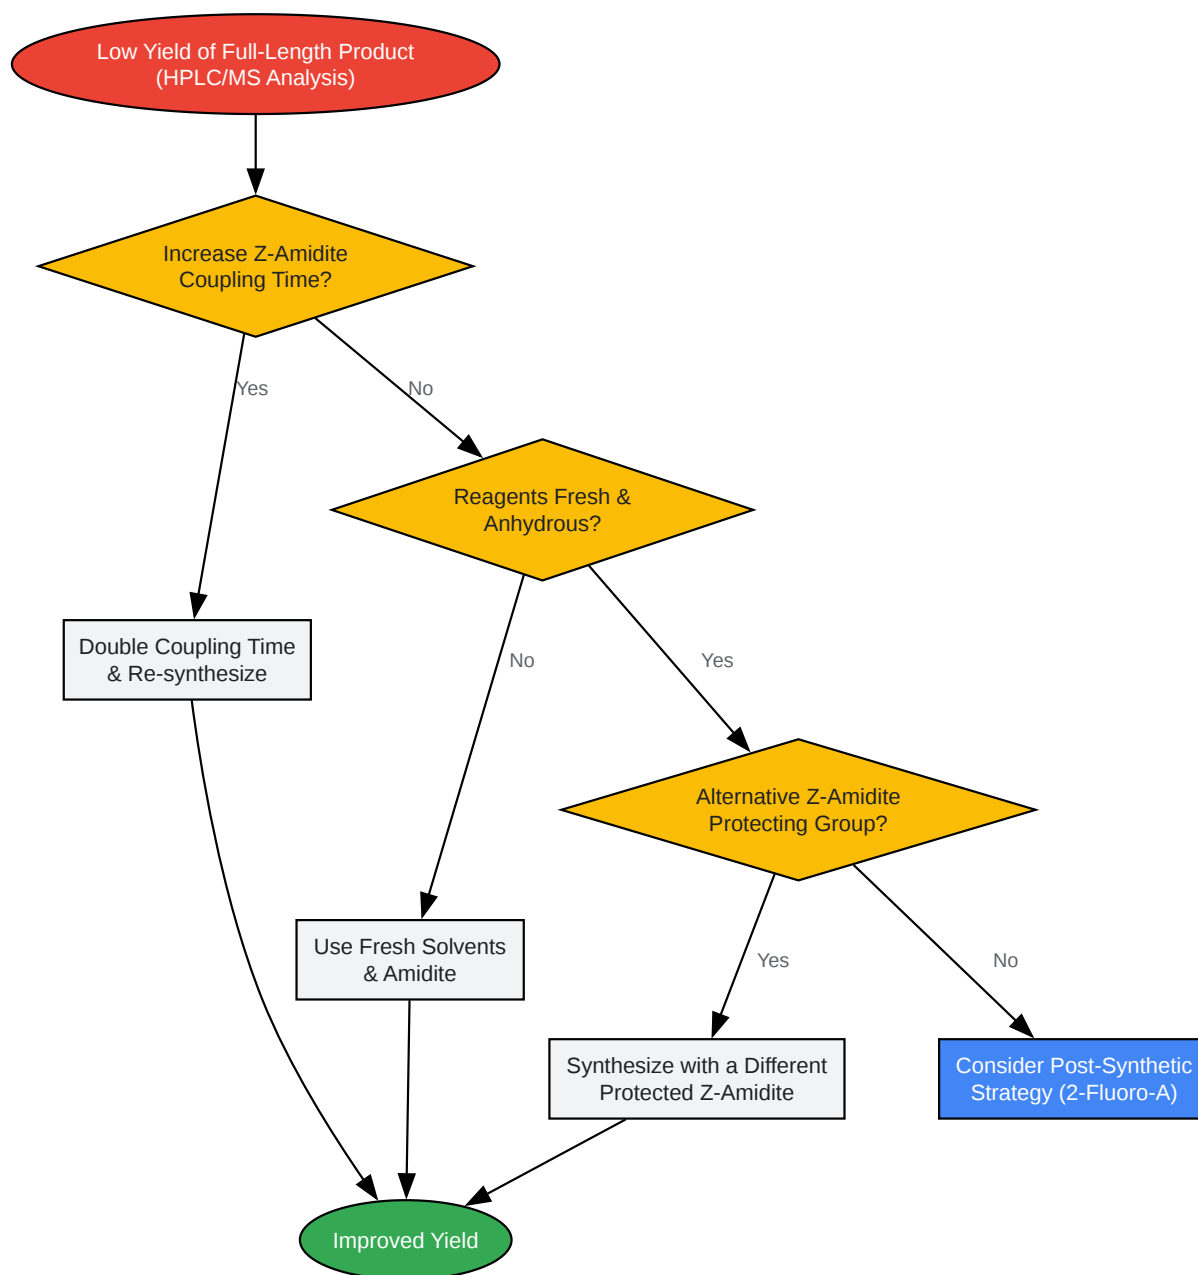 Low Yield of Full-Length Product
(HPLC/MS Analysis)
Increase Z-Amidite
Coupling Time?
Yes
No
Reagents Fresh &
Anhydrous?
Double Coupling Time
& Re-synthesize
No
Yes
Alternative Z-Amidite
Protecting Group?
Use Fresh Solvents
& Amidite
Yes
No
Synthesize with a Different
Protected Z-Amidite
Consider Post-Synthetic
Strategy (2-Fluoro-A)
Improved Yield